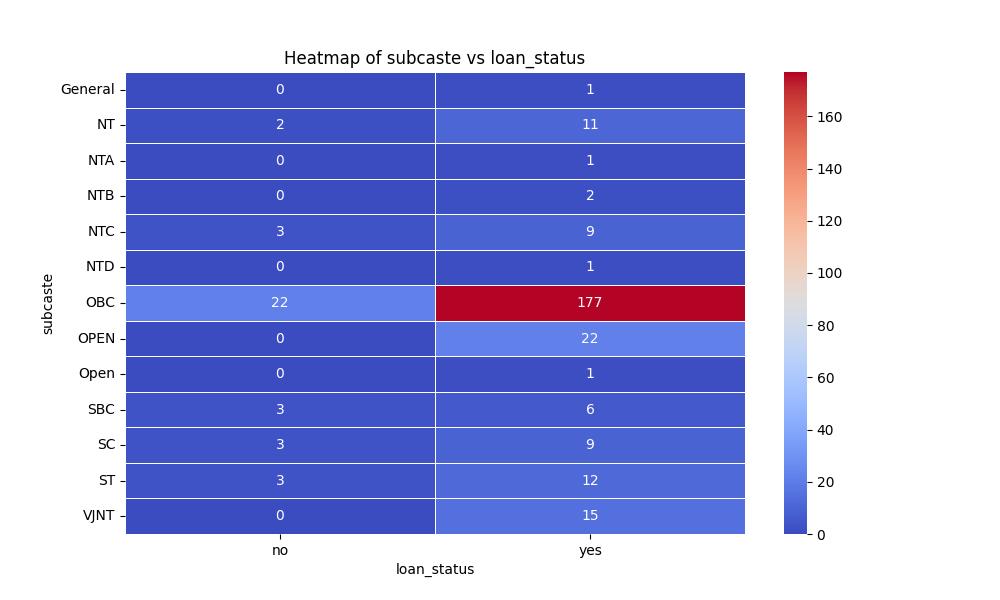 Heatmap of subcaste vs loan_status
General 0 1
NT 2 11
NTA 0 1
NTB 0 2
NTC 3 9
NTD 0 1
OBC 22 177
OPEN 0 22
Open 0 1
SBC 3 6
SC 3 9
ST 3 12
VJNT 0 15
no yes
loan_status
subcaste
160
140
120
100
80
60
40
20
0